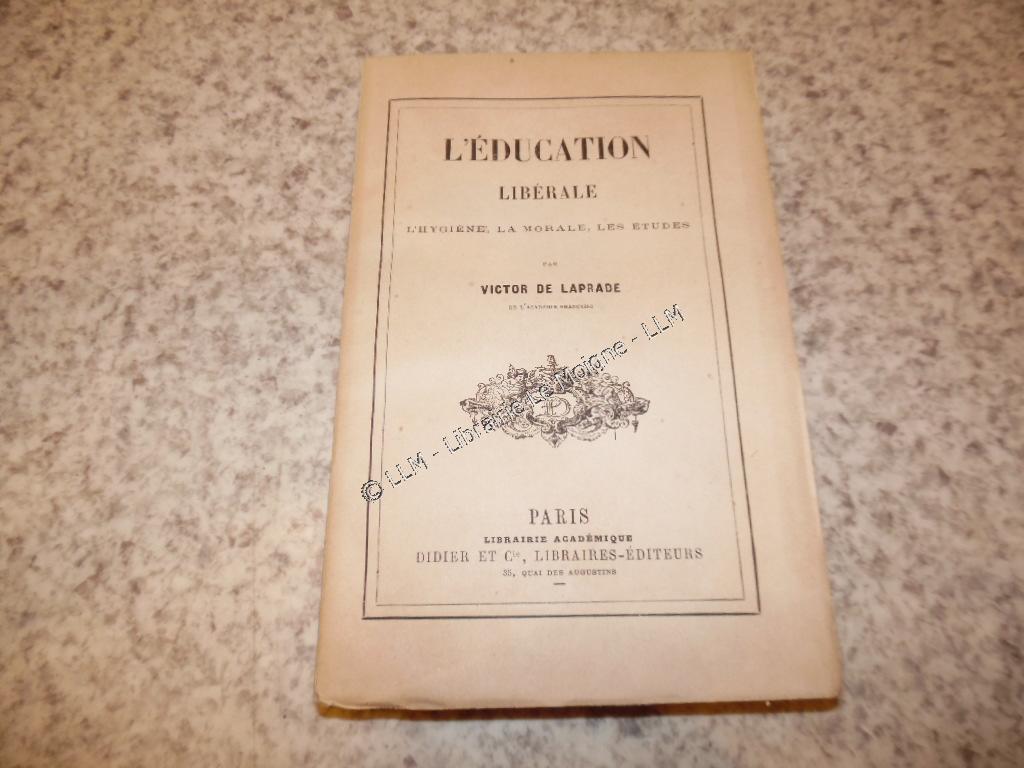 L'ÉDUCATION
LIBÉRALE
L'HYGIÈNE, LA MORALE, LES ÉTUDES
PAR
VICTOR DE LAPRADE
DE L'ACADÉMIE FRANÇAISE
© LLM - Librairie Le Moigne - LLM
D
PARIS
LIBRAIRIE ACADÉMIQUE
DIDIER ET Cie, LIBRAIRES-ÉDITEURS
35, QUAI DES AUGUSTINS